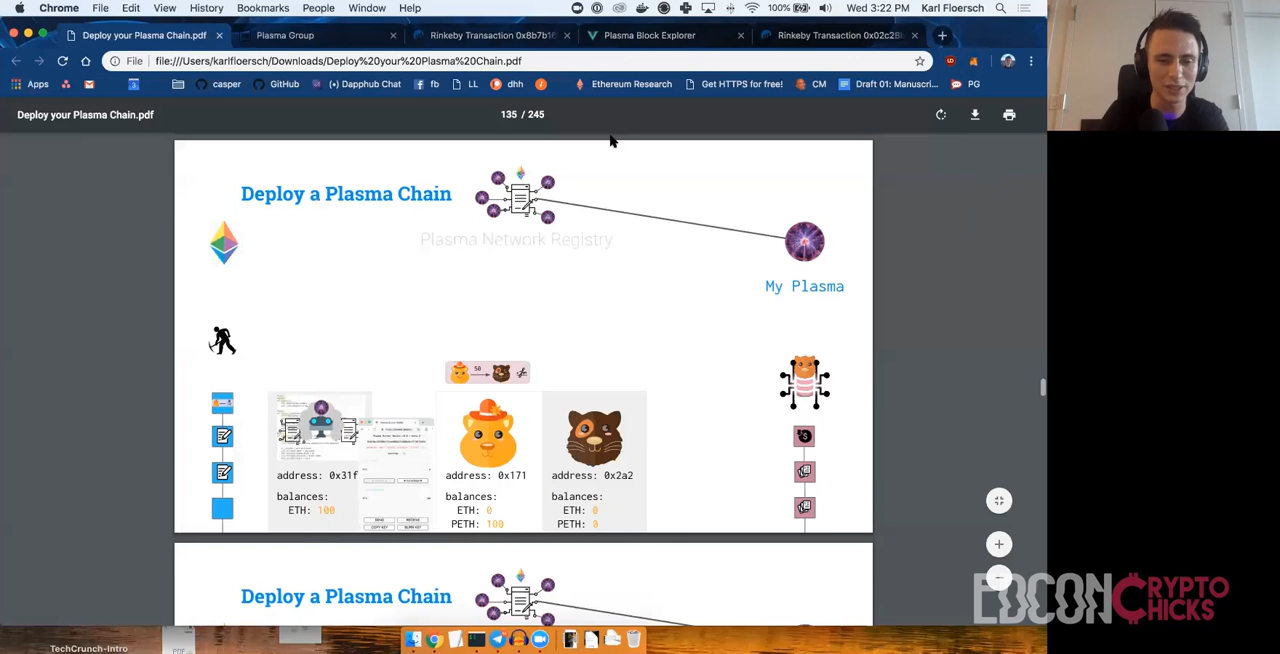 Chrome File Edit View History Bookmarks People Window Help 100% Wed 3:22 PM Karl Floersch
Deploy your Plasma Chain.pdf Plasma Group Rinkeby Transaction 0x8b7b18 Plasma Block Explorer Rinkeby Transaction 0x02c28
File file:///Users/karlfloersch/Downloads/Deploy%20your%20Plasma%20Chain.pdf
Apps casper GitHub (•) Dapphub Chat fb LL dhh Ethereum Research Get HTTPS for free! CM Draft 01: Manuscri... PG
Deploy your Plasma Chain.pdf 135 / 245
Deploy a Plasma Chain
Plasma Network Registry
My Plasma
50
address: 0x31f address: 0x171 address: 0x2a2
balances: balances: balances:
ETH: 100 ETH: 0 ETH: 0
PETH: 100 PETH: 0
Deploy a Plasma Chain
EDCON CRYPTO CHICKS
TechCrunch-Intro
PDF